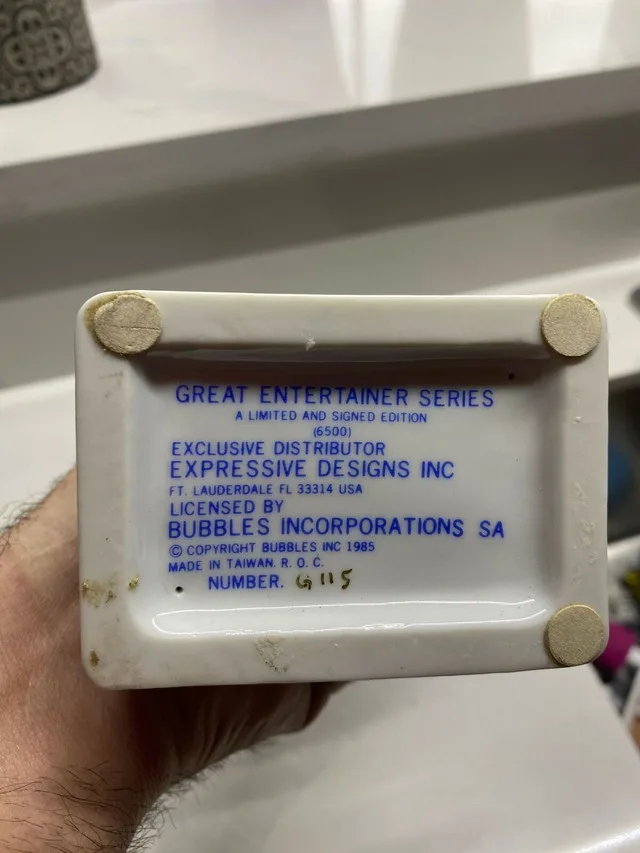 GREAT ENTERTAINER SERIES
A LIMITED AND SIGNED EDITION
(6500)
EXCLUSIVE DISTRIBUTOR
EXPRESSIVE DESIGNS INC
FT. LAUDERDALE FL 33314 USA
LICENSED BY
BUBBLES INCORPORATIONS SA
© COPYRIGHT BUBBLES INC 1985
MADE IN TAIWAN. R. O. C.
NUMBER. G115